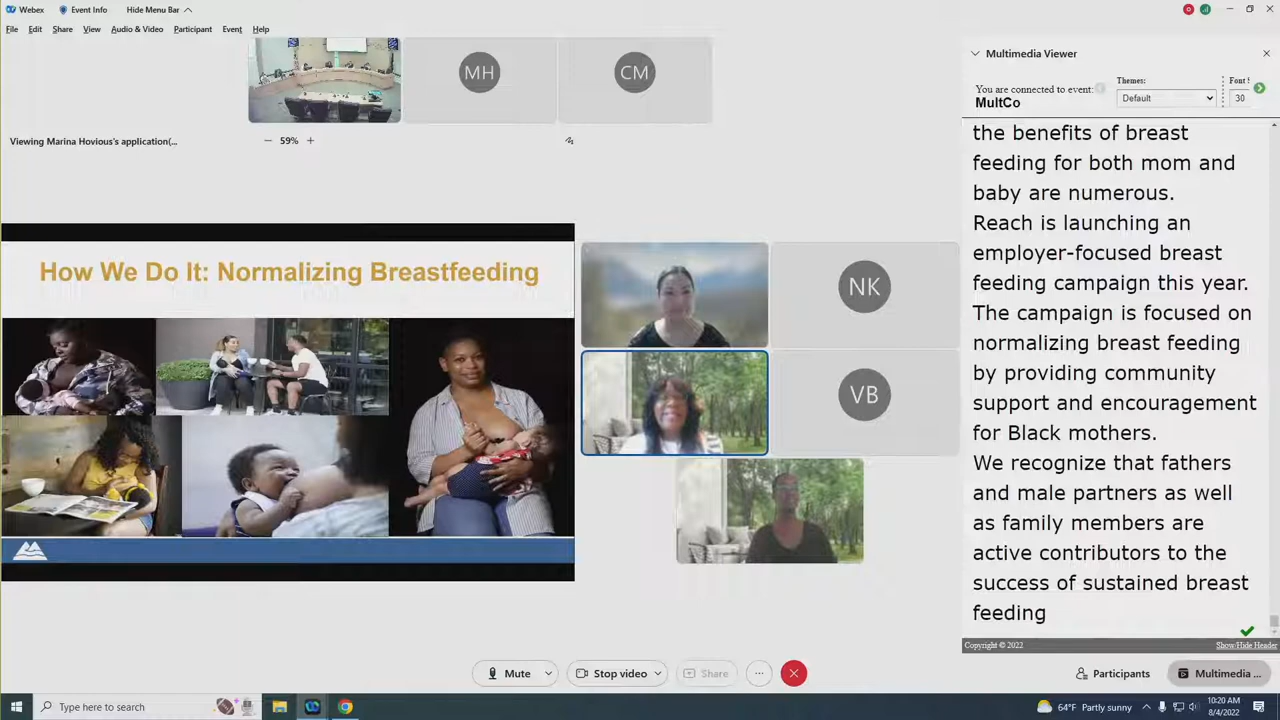 Webex
Event Info
Hide Menu Bar
File Edit Share View Audio & Video Participant Event Help
MH
CM
Viewing Marina Hovious's application(...
59%
How We Do It: Normalizing Breastfeeding
NK
VB
Multimedia Viewer
You are connected to event:
MultCo
Themes:
Default
Font :
30
the benefits of breast
feeding for both mom and
baby are numerous.
Reach is launching an
employer-focused breast
feeding campaign this year.
The campaign is focused on
normalizing breast feeding
by providing community
support and encouragement
for Black mothers.
We recognize that fathers
and male partners as well
as family members are
active contributors to the
success of sustained breast
feeding
Copyright © 2022
Show/Hide Header
Mute
Stop video
Share
Participants
Multimedia ...
Type here to search
64°F Partly sunny
10:20 AM
8/4/2022